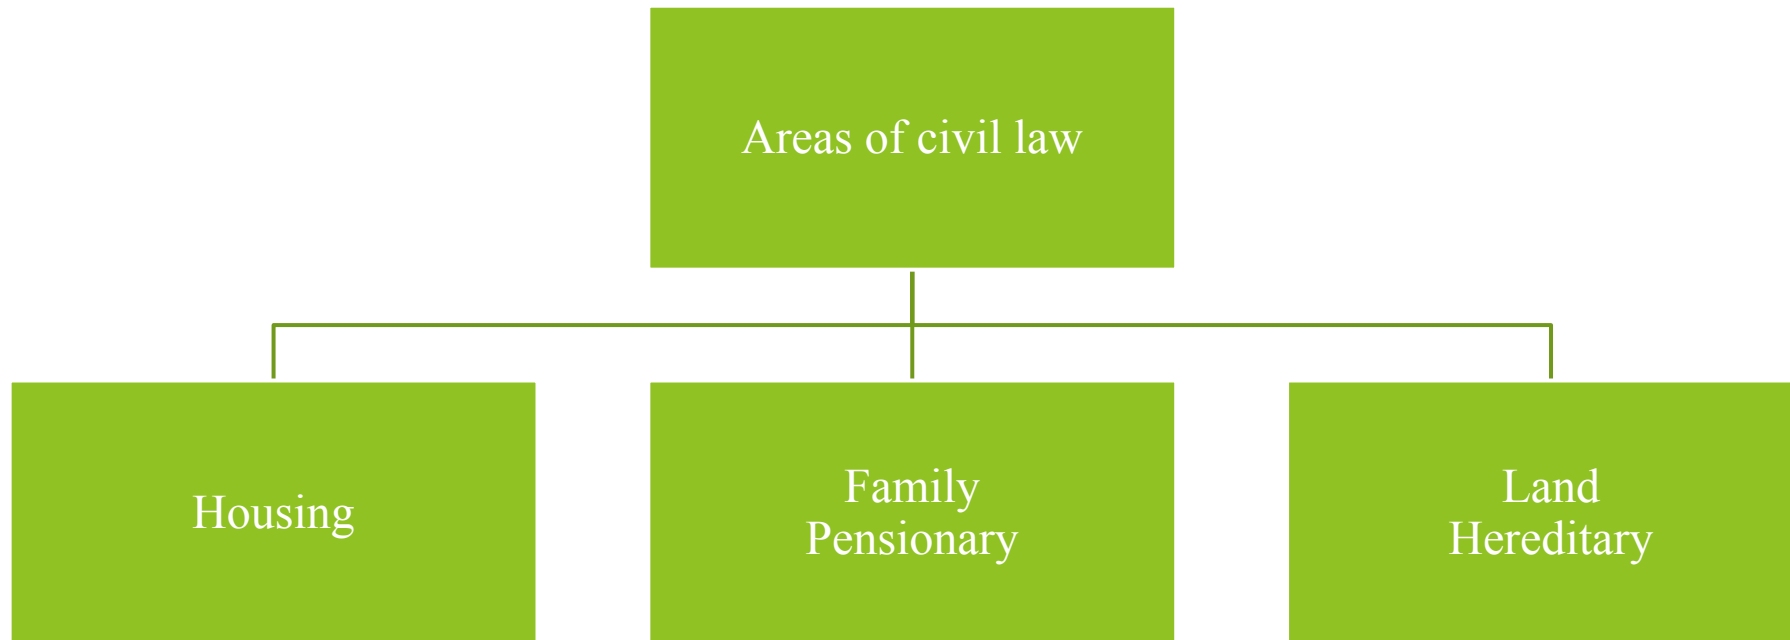 Areas of civil law
Housing
Family
Pensionary
Land
Hereditary